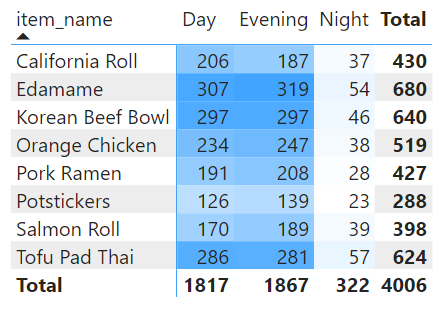 item_name Day Evening Night Total
California Roll 206 187 37 430
Edamame 307 319 54 680
Korean Beef Bowl 297 297 46 640
Orange Chicken 234 247 38 519
Pork Ramen 191 208 28 427
Potstickers 126 139 23 288
Salmon Roll 170 189 39 398
Tofu Pad Thai 286 281 57 624
Total 1817 1867 322 4006